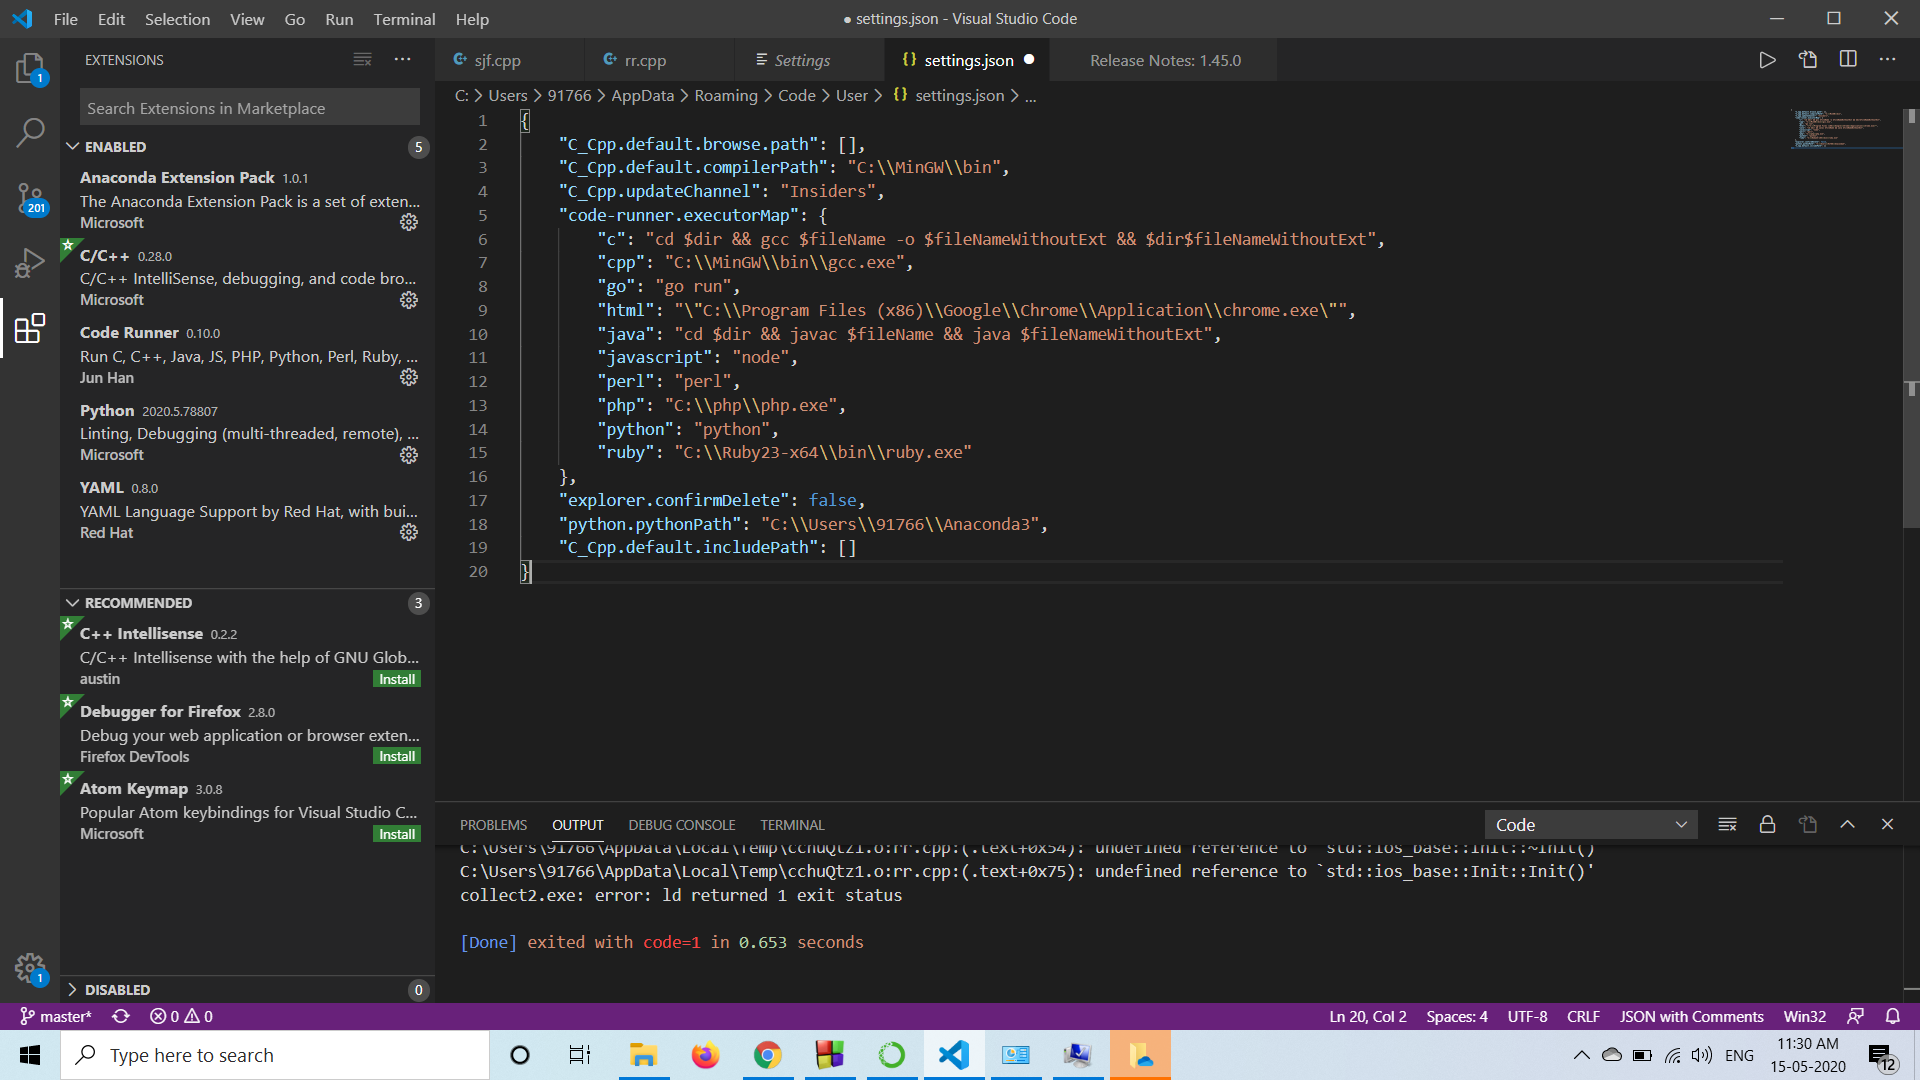 File Edit Selection View Go Run Terminal Help
● settings.json - Visual Studio Code
EXTENSIONS
Search Extensions in Marketplace
ENABLED 5
Anaconda Extension Pack 1.0.1
The Anaconda Extension Pack is a set of exten...
Microsoft
C/C++ 0.28.0
C/C++ IntelliSense, debugging, and code bro...
Microsoft
Code Runner 0.10.0
Run C, C++, Java, JS, PHP, Python, Perl, Ruby, ...
Jun Han
Python 2020.5.78807
Linting, Debugging (multi-threaded, remote), ...
Microsoft
YAML 0.8.0
YAML Language Support by Red Hat, with bui...
Red Hat
RECOMMENDED 3
C++ Intellisense 0.2.2
C/C++ Intellisense with the help of GNU Glob...
austin Install
Debugger for Firefox 2.8.0
Debug your web application or browser exten...
Firefox DevTools Install
Atom Keymap 3.0.8
Popular Atom keybindings for Visual Studio C...
Microsoft Install
DISABLED 0
1
201
1
sjf.cpp rr.cpp Settings {} settings.json ● Release Notes: 1.45.0
C: > Users > 91766 > AppData > Roaming > Code > User > {} settings.json > ...
1 {
2 "C_Cpp.default.browse.path": [],
3 "C_Cpp.default.compilerPath": "C:\\MinGW\\bin",
4 "C_Cpp.updateChannel": "Insiders",
5 "code-runner.executorMap": {
6 "c": "cd $dir && gcc $fileName -o $fileNameWithoutExt && $dir$fileNameWithoutExt",
7 "cpp": "C:\\MinGW\\bin\\gcc.exe",
8 "go": "go run",
9 "html": "\"C:\\Program Files (x86)\\Google\\Chrome\\Application\\chrome.exe\"",
10 "java": "cd $dir && javac $fileName && java $fileNameWithoutExt",
11 "javascript": "node",
12 "perl": "perl",
13 "php": "C:\\php\\php.exe",
14 "python": "python",
15 "ruby": "C:\\Ruby23-x64\\bin\\ruby.exe"
16 },
17 "explorer.confirmDelete": false,
18 "python.pythonPath": "C:\\Users\\91766\\Anaconda3",
19 "C_Cpp.default.includePath": []
20 }
PROBLEMS OUTPUT DEBUG CONSOLE TERMINAL Code
C:\Users\91766\AppData\Local\Temp\cchuQtz1.o:rr.cpp:(.text+0x54): undefined reference to `std::ios_base::Init::~Init()'
C:\Users\91766\AppData\Local\Temp\cchuQtz1.o:rr.cpp:(.text+0x75): undefined reference to `std::ios_base::Init::Init()'
collect2.exe: error: ld returned 1 exit status
[Done] exited with code=1 in 0.653 seconds
master* 0 0 Ln 20, Col 2 Spaces: 4 UTF-8 CRLF JSON with Comments Win32
Type here to search
ENG
11:30 AM
15-05-2020
12